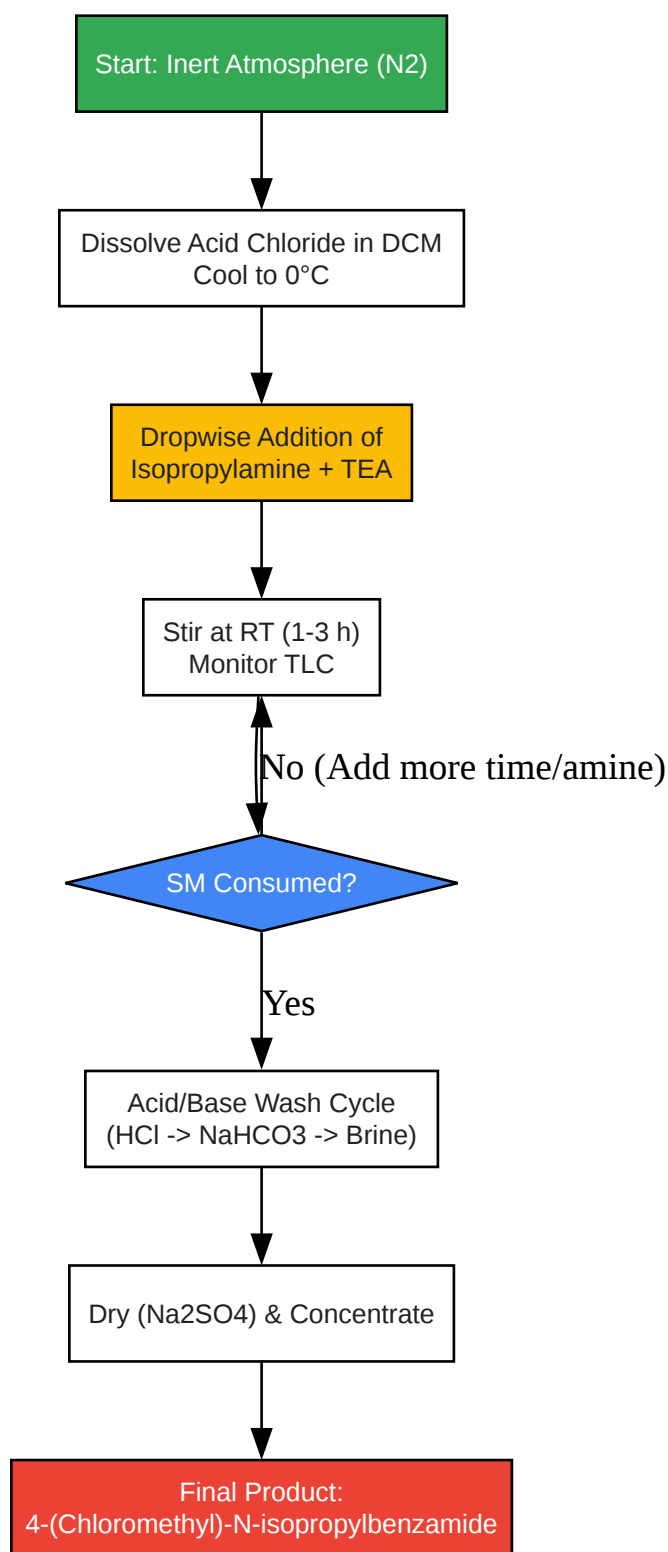 Start: Inert Atmosphere (N2)
Dissolve Acid Chloride in DCM
Cool to 0°C
Dropwise Addition of
Isopropylamine + TEA
Stir at RT (1-3 h)
Monitor TLC
No (Add more time/amine)
SM Consumed?
Yes
Acid/Base Wash Cycle
(HCl -> NaHCO3 -> Brine)
Dry (Na2SO4) & Concentrate
Final Product:
4-(Chloromethyl)-N-isopropylbenzamide